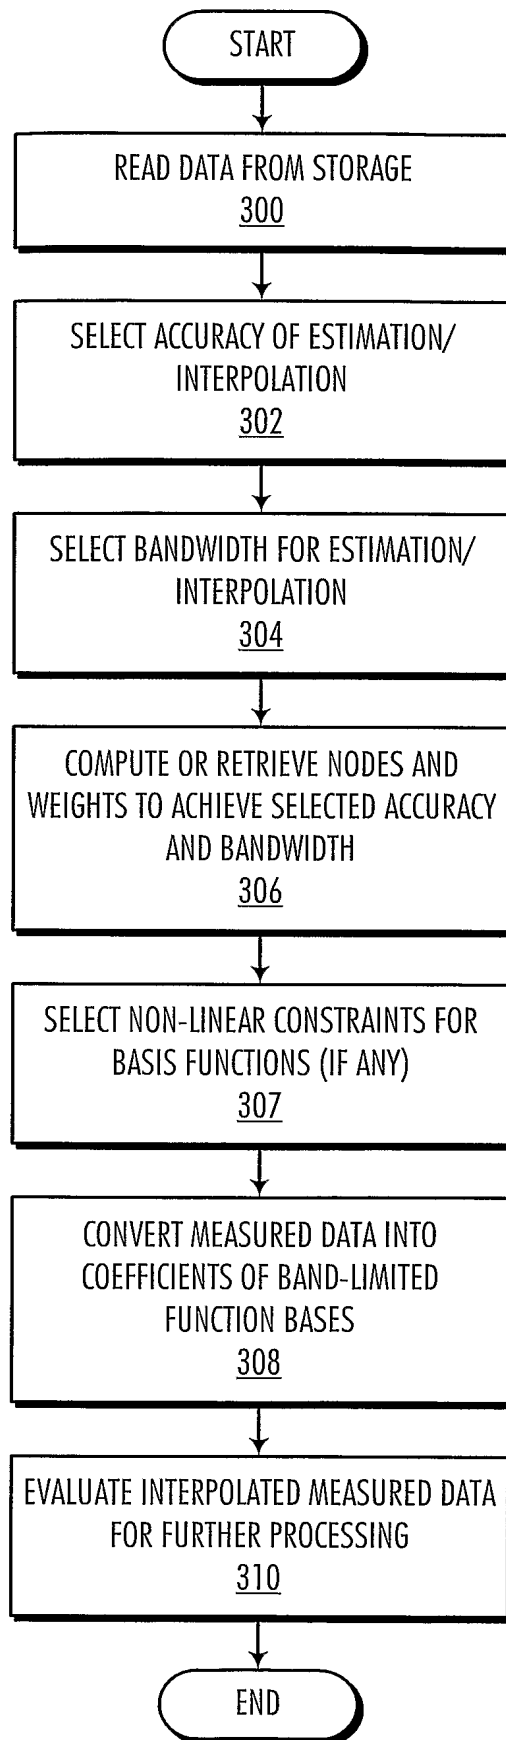 START
READ DATA FROM STORAGE
300
SELECT ACCURACY OF ESTIMATION/
INTERPOLATION
302
SELECT BANDWIDTH FOR ESTIMATION/
INTERPOLATION
304
COMPUTE OR RETRIEVE NODES AND
WEIGHTS TO ACHIEVE SELECTED ACCURACY
AND BANDWIDTH
306
SELECT NON-LINEAR CONSTRAINTS FOR
BASIS FUNCTIONS (IF ANY)
307
CONVERT MEASURED DATA INTO
COEFFICIENTS OF BAND-LIMITED
FUNCTION BASES
308
EVALUATE INTERPOLATED MEASURED DATA
FOR FURTHER PROCESSING
310
END